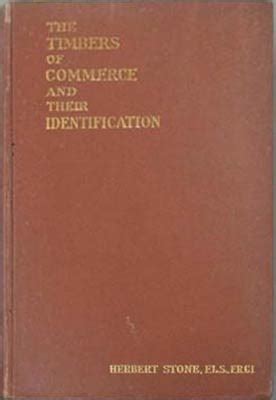 THE
TIMBERS
OF
COMMERCE
AND
THEIR
IDENTIFICATION
HERBERT STONE, F.L.S., F.R.C.I